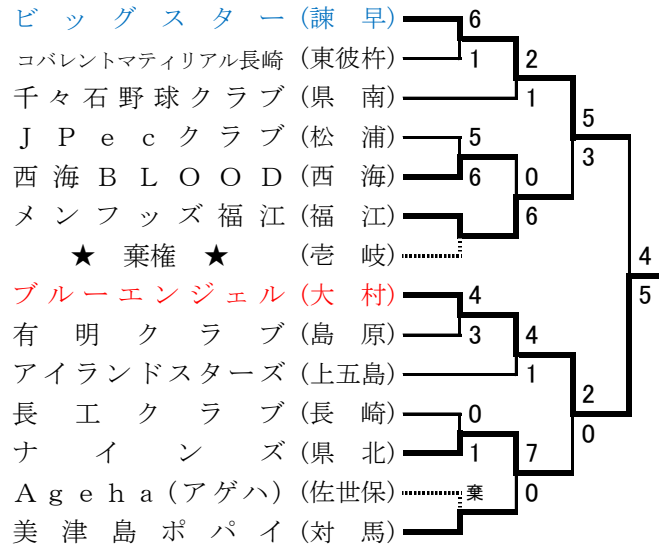 ビッグスター(諫早) 6
コバレントマティリアル長崎(東彼杵) 1
2
千々石野球クラブ(県南) 1
5
JPecクラブ(松浦) 5
3
西海BLOOD(西海) 6 0
メンフッズ福江(福江) 6
★ 棄権 ★ (壱岐)
4
ブルーエンジェル(大村) 4
5
有明クラブ(島原) 3 4
アイランドスターズ(上五島) 1
2
長工クラブ(長崎) 0
0
ナインズ(県北) 1 7
Ageha(アゲハ)(佐世保) 棄 0
美津島ポパイ(対馬)